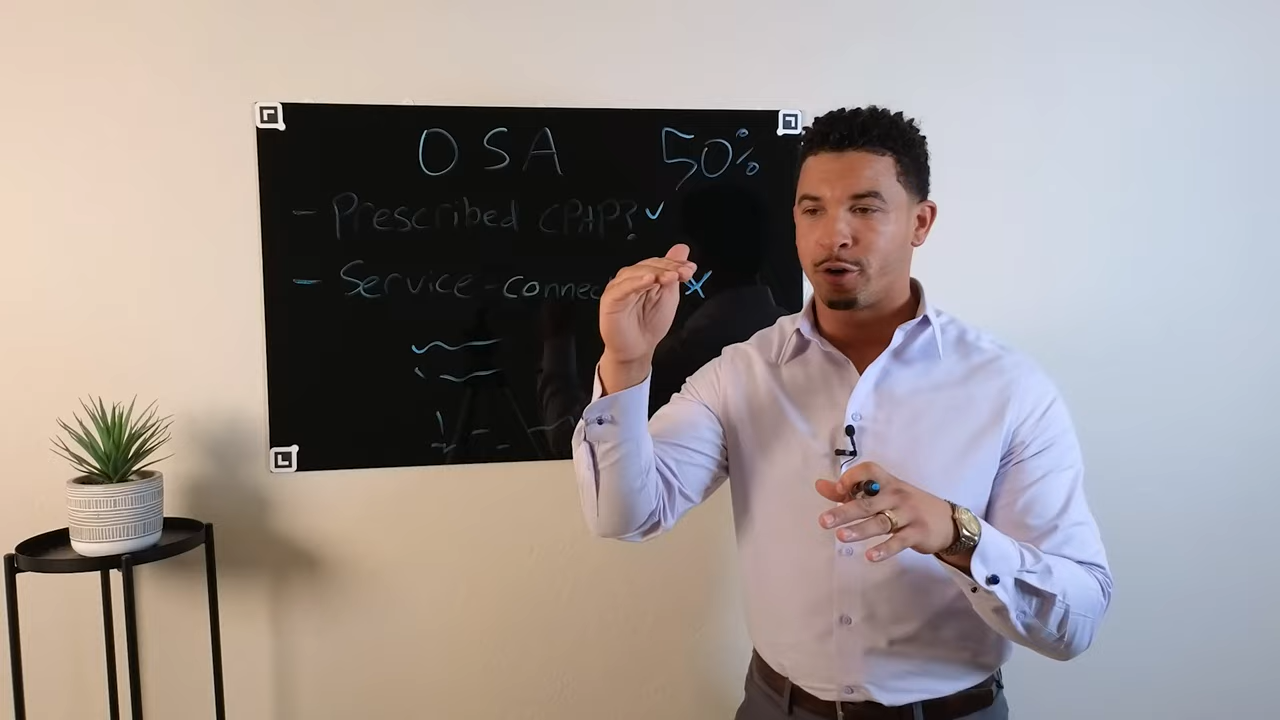 OSA 50%
- Prescribed CPAP? ✓
- Service-connec x